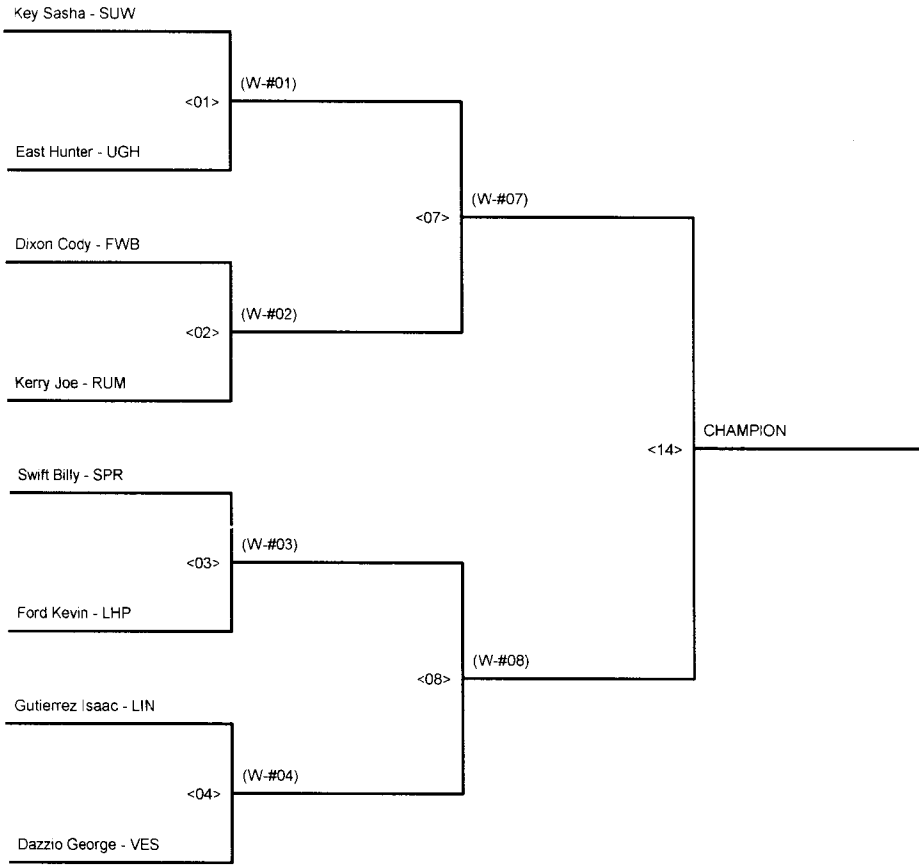 Key Sasha - SUW
(W-#01)
<01>
East Hunter - UGH
(W-#07)
<07>
Dixon Cody - FWB
(W-#02)
<02>
Kerry Joe - RUM
CHAMPION
<14>
Swift Billy - SPR
(W-#03)
<03>
Ford Kevin - LHP
(W-#08)
<08>
Gutierrez Isaac - LIN
(W-#04)
<04>
Dazzio George - VES